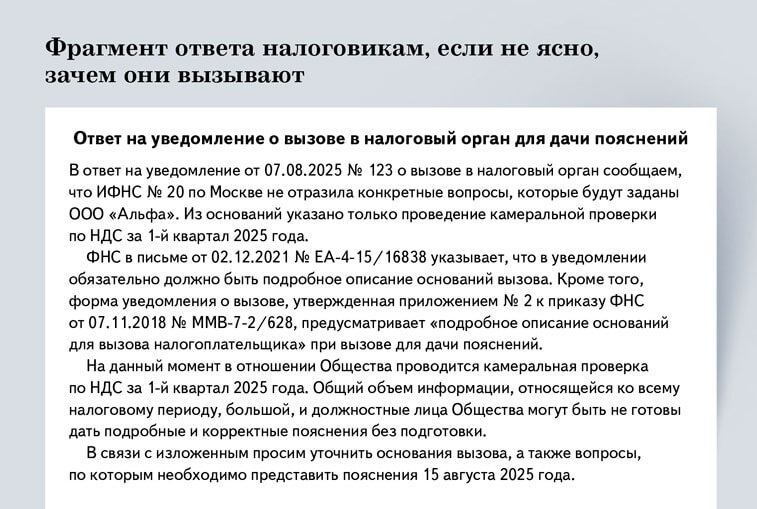 Фрагмент ответа налоговикам, если не ясно,
зачем они вызывают
Ответ на уведомление о вызове в налоговый орган для дачи пояснений
В ответ на уведомление от 07.08.2025 № 123 о вызове в налоговый орган сообщаем,
что ИФНС № 20 по Москве не отразила конкретные вопросы, которые будут заданы
ООО «Альфа». Из оснований указано только проведение камеральной проверки
по НДС за 1-й квартал 2025 года.
ФНС в письме от 02.12.2021 № ЕА-4-15/16838 указывает, что в уведомлении
обязательно должно быть подробное описание оснований вызова. Кроме того,
форма уведомления о вызове, утвержденная приложением № 2 к приказу ФНС
от 07.11.2018 № ММВ-7-2/628, предусматривает «подробное описание оснований
для вызова налогоплательщика» при вызове для дачи пояснений.
На данный момент в отношении Общества проводится камеральная проверка
по НДС за 1-й квартал 2025 года. Общий объем информации, относящейся ко всему
налоговому периоду, большой, и должностные лица Общества могут быть не готовы
дать подробные и корректные пояснения без подготовки.
В связи с изложенным просим уточнить основания вызова, а также вопросы,
по которым необходимо представить пояснения 15 августа 2025 года.